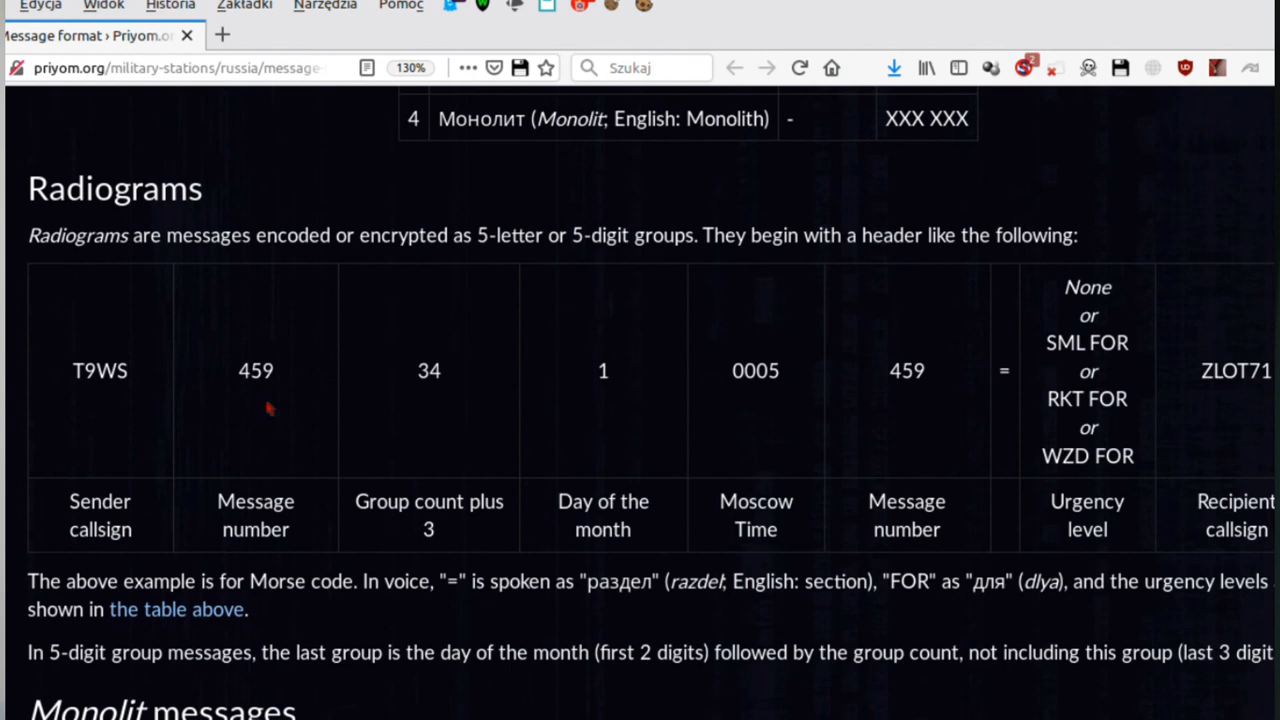 Edycja Widok Historia Zakładki Narzędzia Pomoc
Message format › Priyom.or
priyom.org/military-stations/russia/message- 130% Szukaj 2
4 Монолит (Monolit; English: Monolith) - XXX XXX
Radiograms
Radiograms are messages encoded or encrypted as 5-letter or 5-digit groups. They begin with a header like the following:
None
or
SML FOR
T9WS 459 34 1 0005 459 = or ZLOT71
RKT FOR
or
WZD FOR
Sender Message Group count plus Day of the Moscow Message Urgency Recipient
callsign number 3 month Time number level callsign
The above example is for Morse code. In voice, "=" is spoken as "раздел" (razdel; English: section), "FOR" as "для" (dlya), and the urgency levels
shown in the table above.
In 5-digit group messages, the last group is the day of the month (first 2 digits) followed by the group count, not including this group (last 3 digit
Monolit messages